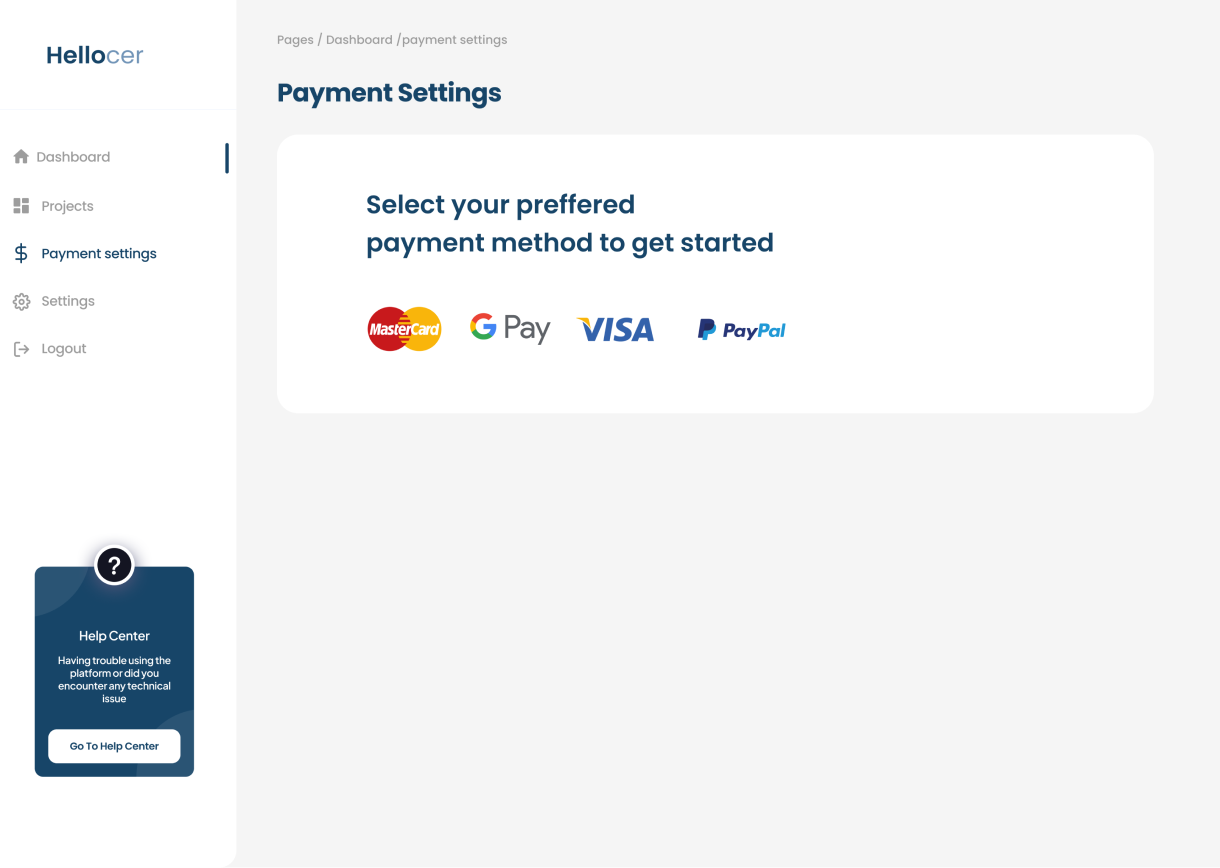 Hellocer
Pages / Dashboard /payment settings
Payment Settings
Dashboard
Projects
Payment settings
Settings
Logout
Select your preffered
payment method to get started
MasterCard
G Pay
VISA
P PayPal
?
Help Center
Having trouble using the
platform or did you
encounter any technical
issue
Go To Help Center